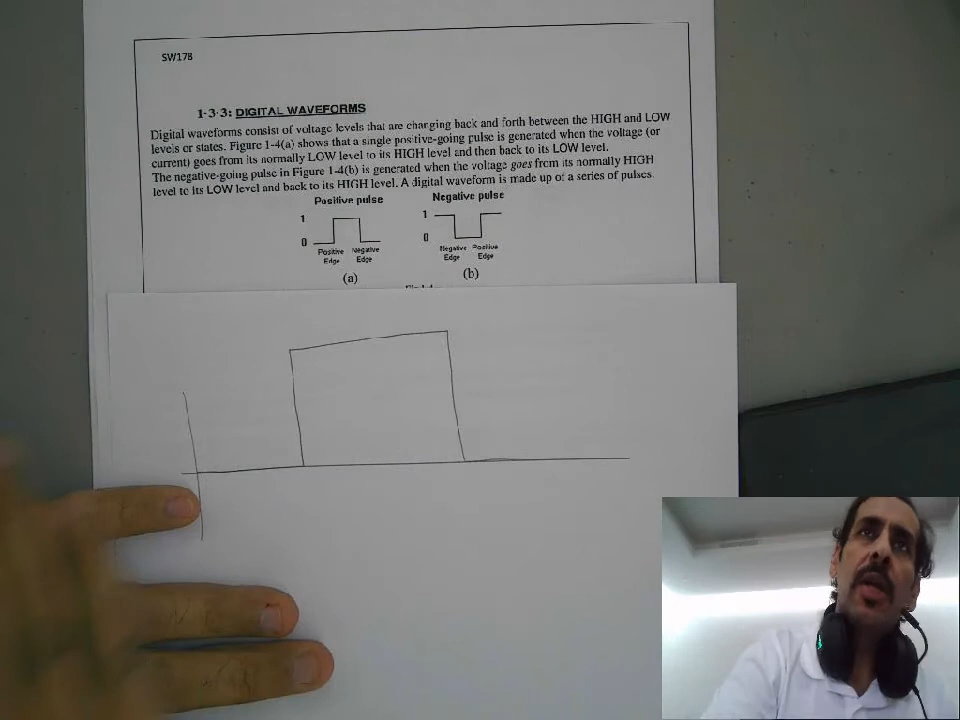 SW178
1-3-3: DIGITAL WAVEFORMS
Digital waveforms consist of voltage levels that are changing back and forth between the HIGH and LOW
levels or states. Figure 1-4(a) shows that a single positive-going pulse is generated when the voltage (or
current) goes from its normally LOW level to its HIGH level and then back to its LOW level.
The negative-going pulse in Figure 1-4(b) is generated when the voltage goes from its normally HIGH
level to its LOW level and back to its HIGH level. A digital waveform is made up of a series of pulses.
Positive pulse Negative pulse
1 1
0 0
Positive Negative Negative Positive
Edge Edge Edge Edge
(a) (b)